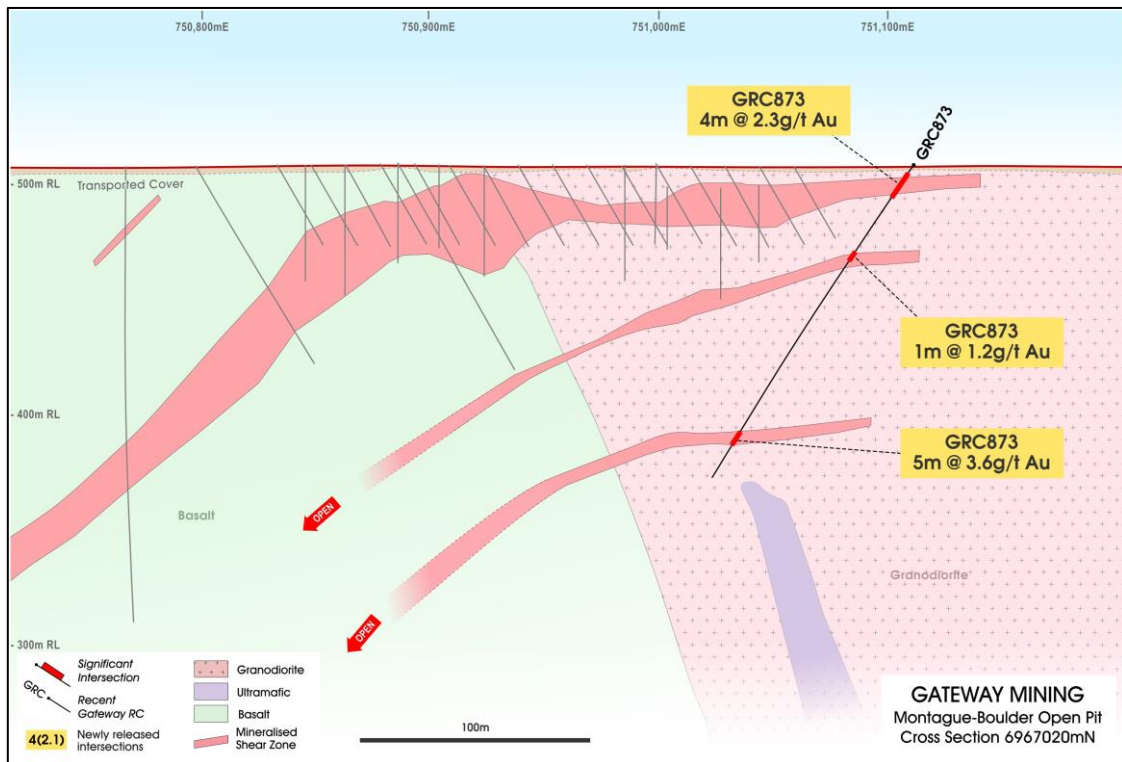 750,800mE
750,900mE
751,000mE
751,100mE
GRC873
4m @ 2.3g/t Au
GRC873
500m RL
Transported Cover
GRC873
1m @ 1.2g/t Au
400m RL
GRC873
5m @ 3.6g/t Au
OPEN
Basalt
Granodiorite
OPEN
300m RL
Significant
Intersection
GRC
Recent
Gateway RC
4(2.1)
Newly released
intersections
Granodiorite
Ultramafic
Basalt
Mineralised
Shear Zone
100m
GATEWAY MINING
Montague-Boulder Open Pit
Cross Section 6967020mN